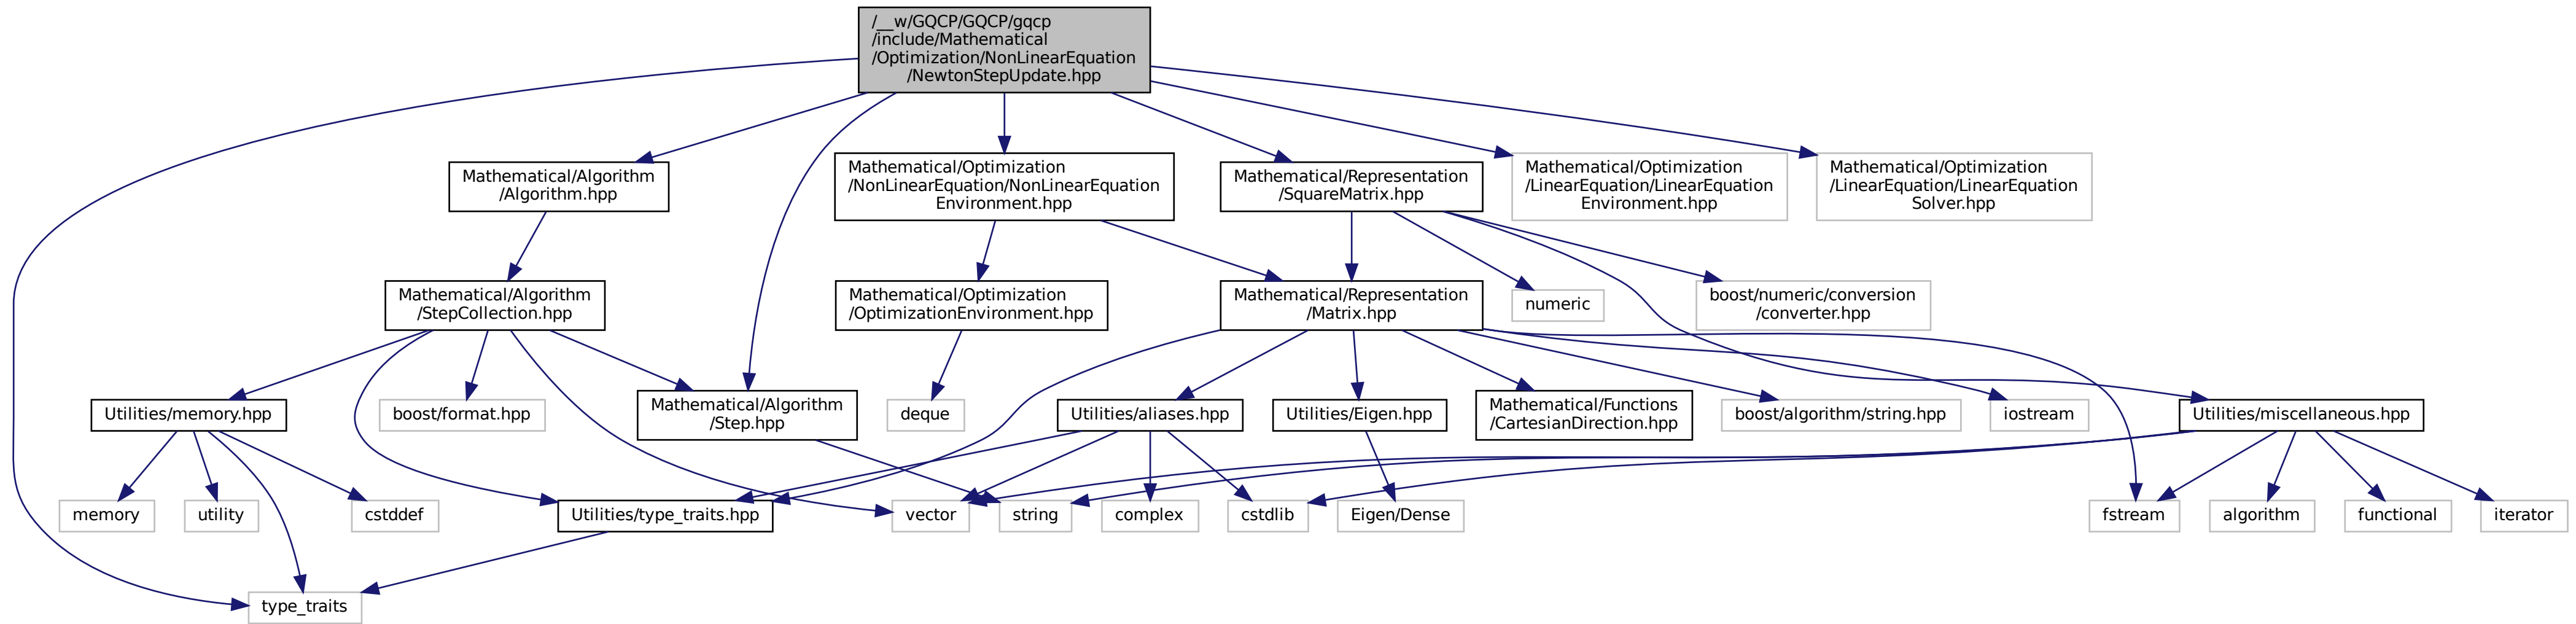 /__w/GQCP/GQCP/gqcp
/include/Mathematical
/Optimization/NonLinearEquation
/NewtonStepUpdate.hpp
Mathematical/Algorithm
/Algorithm.hpp
Mathematical/Optimization
/NonLinearEquation/NonLinearEquation
Environment.hpp
Mathematical/Representation
/SquareMatrix.hpp
Mathematical/Optimization
/LinearEquation/LinearEquation
Environment.hpp
Mathematical/Optimization
/LinearEquation/LinearEquation
Solver.hpp
Mathematical/Algorithm
/StepCollection.hpp
Mathematical/Optimization
/OptimizationEnvironment.hpp
Mathematical/Representation
/Matrix.hpp
numeric
boost/numeric/conversion
/converter.hpp
Utilities/memory.hpp
boost/format.hpp
Mathematical/Algorithm
/Step.hpp
deque
Utilities/aliases.hpp
Utilities/Eigen.hpp
Mathematical/Functions
/CartesianDirection.hpp
boost/algorithm/string.hpp
iostream
Utilities/miscellaneous.hpp
memory
utility
cstddef
Utilities/type_traits.hpp
vector
string
complex
cstdlib
Eigen/Dense
fstream
algorithm
functional
iterator
type_traits